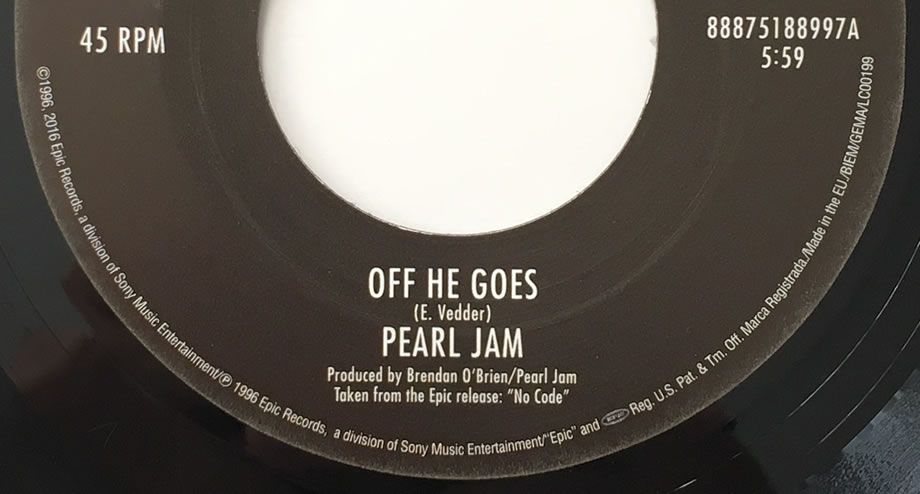 45 RPM
88875188997A
5:59
OFF HE GOES
(E. Vedder)
PEARL JAM
Produced by Brendan O'Brien/Pearl Jam
Taken from the Epic release: "No Code"
©1996, 2016 Epic Records, a division of Sony Music Entertainment/℗ 1996 Epic Records, a division of Sony Music Entertainment/"Epic" and Reg. U.S. Pat. & Tm. Off. Marca Registrada./Made in the EU./BIEM/GEMA/LC00199